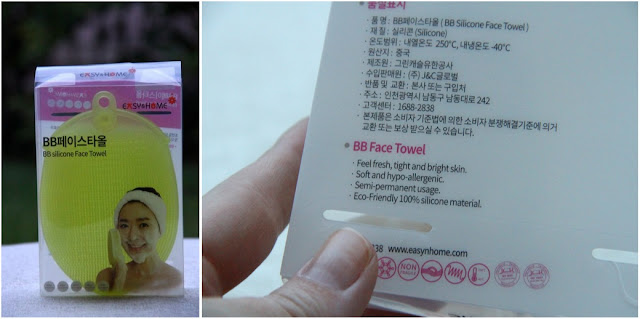 EASY&HOME
EASY&HOME
BB페이스타올
BB silicone Face Towel
품질표시
· 품 명 : BB페이스타올 ( BB Silicone Face Towel )
· 재 질 : 실리콘 (Silicone)
· 온도범위 : 내열온도 250°C, 내냉온도 -40°C
· 원산지 : 중국
· 제조원 : 그린캐슬유한공사
· 수입판매원 : (주) J&C글로벌
· 반품 및 교환 : 본사 또는 구입처
· 주소 : 인천광역시 남동구 남동대로 242
· 고객센터 : 1688-2838
· 본제품은 소비자 기준법에 의한 소비자 분쟁해결기준에 의거
교환 또는 보상 받으실 수 있습니다.
• BB Face Towel
· Feel fresh, tight and bright skin.
· Soft and hypo-allergenic.
· Semi-permanent usage.
· Eco-Friendly 100% silicone material.
38 www.easynhome.com
NON